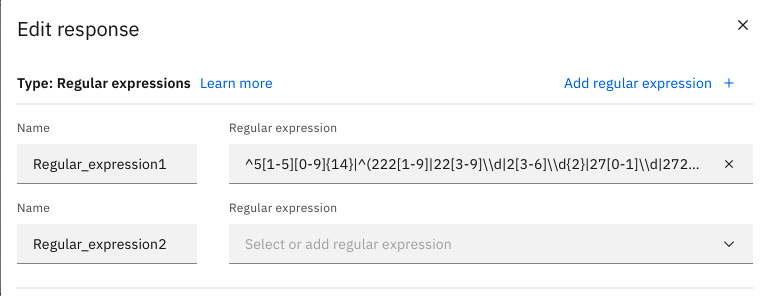 Edit response
Type: Regular expressions Learn more Add regular expression +
Name Regular expression
Regular_expression1 ^5[1-5][0-9]{14}|^(222[1-9]|22[3-9]\\d|2[3-6]\\d{2}|27[0-1]\\d|272...
Name Regular expression
Regular_expression2 Select or add regular expression